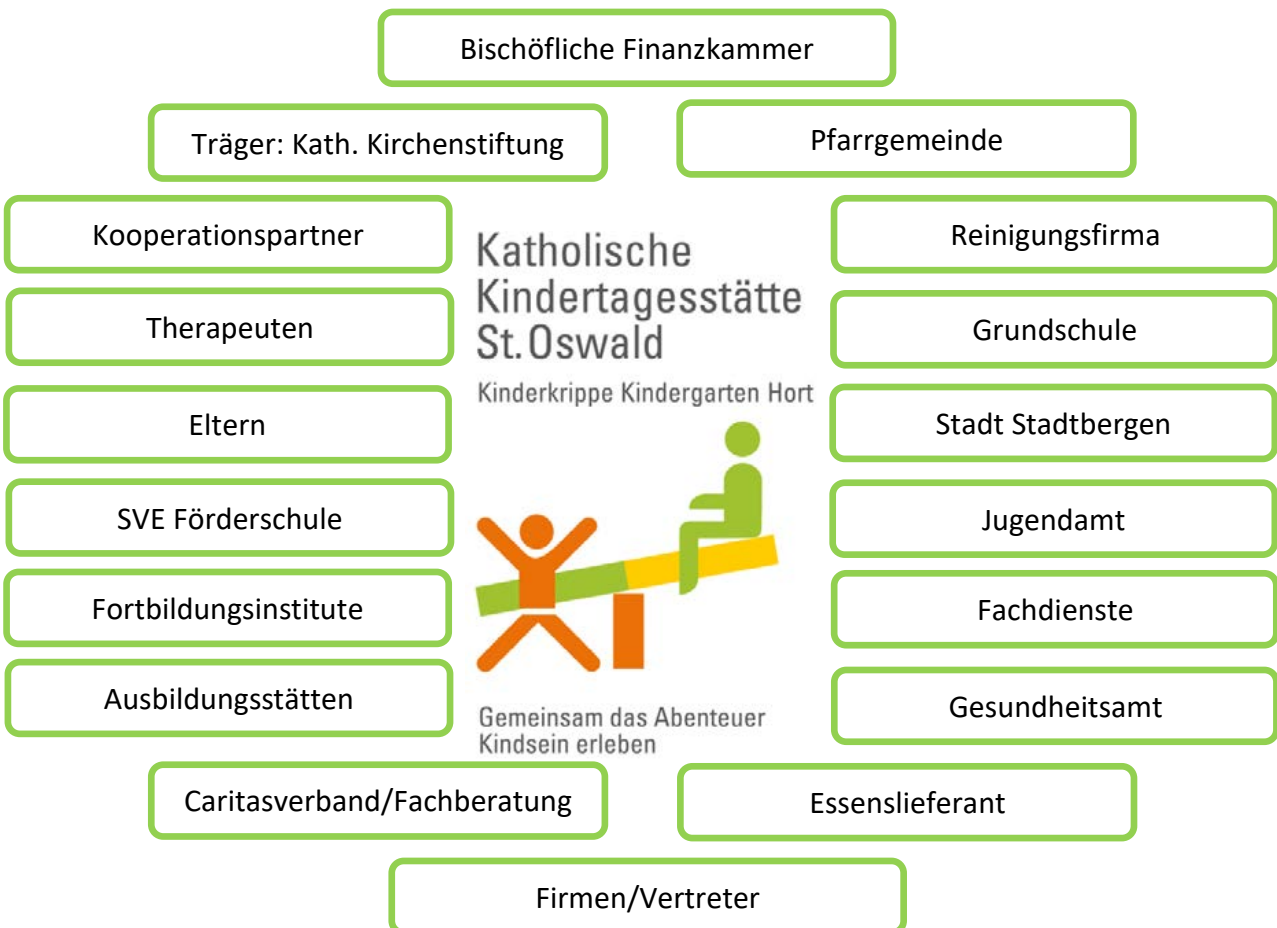 Bischöfliche Finanzkammer
Träger: Kath. Kirchenstiftung
Pfarrgemeinde
Kooperationspartner
Therapeuten
Eltern
SVE Förderschule
Fortbildungsinstitute
Ausbildungsstätten
Katholische
Kindertagesstätte
St. Oswald
Kinderkrippe Kindergarten Hort
Gemeinsam das Abenteuer
Kindsein erleben
Reinigungsfirma
Grundschule
Stadt Stadtbergen
Jugendamt
Fachdienste
Gesundheitsamt
Caritasverband/Fachberatung
Essenslieferant
Firmen/Vertreter